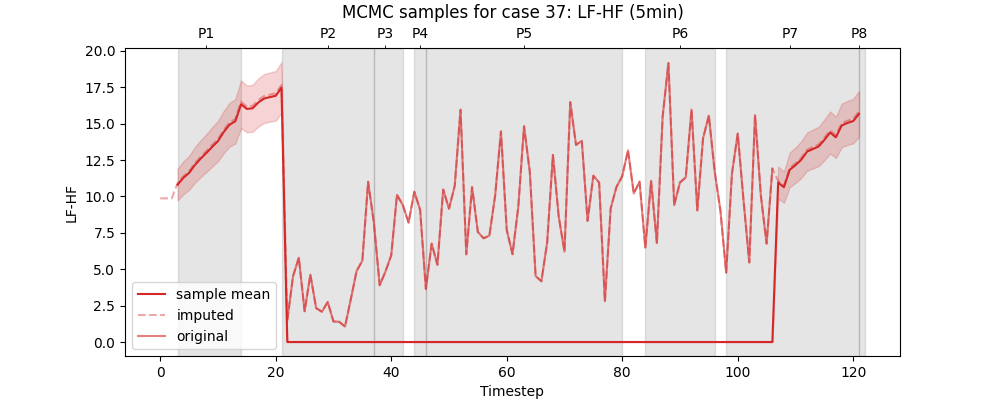 MCMC samples for case 37: LF-HF (5min)
P1 P2 P3 P4 P5 P6 P7 P8
20.0
17.5
15.0
12.5
10.0
7.5
5.0
2.5
0.0
LF-HF
sample mean
imputed
original
0 20 40 60 80 100 120
Timestep